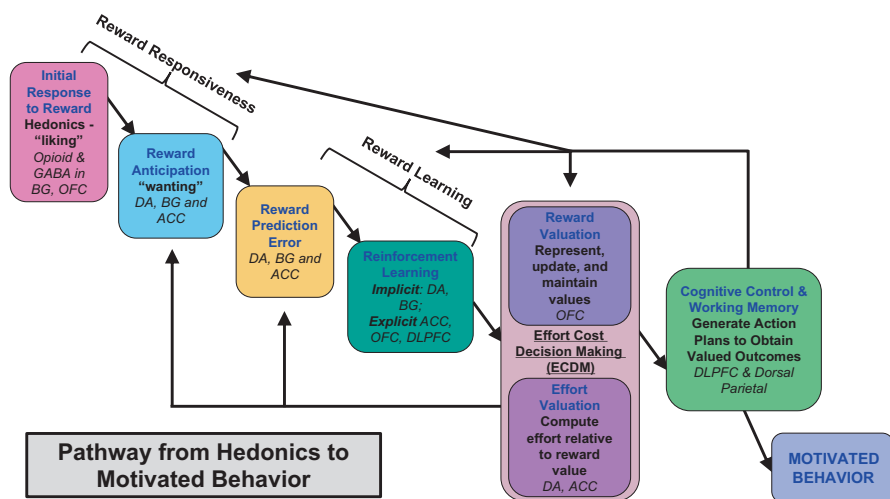 Reward Responsiveness
Initial
Response
to Reward
Hedonics -
“liking”
Opioid &
GABA in
BG, OFC
Reward
Anticipation
“wanting”
DA, BG and
ACC
Reward
Prediction
Error
DA, BG and
ACC
Reward Learning
Reinforcement
Learning
Implicit: DA,
BG;
Explicit ACC,
OFC, DLPFC
Reward
Valuation
Represent,
update, and
maintain
values
OFC
Effort Cost
Decision Making
(ECDM)
Effort
Valuation
Compute
effort relative
to reward
value
DA, ACC
Cognitive Control &
Working Memory
Generate Action
Plans to Obtain
Valued Outcomes
DLPFC & Dorsal
Parietal
MOTIVATED
BEHAVIOR
Pathway from Hedonics to
Motivated Behavior